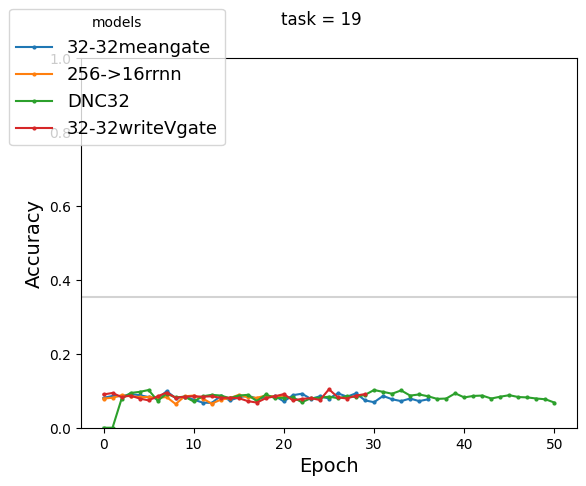 task = 19
models
32-32meangate
256->16rrnn
DNC32
32-32writeVgate
1.0
0.8
0.6
0.4
0.2
0.0
Accuracy
0
10
20
30
40
50
Epoch